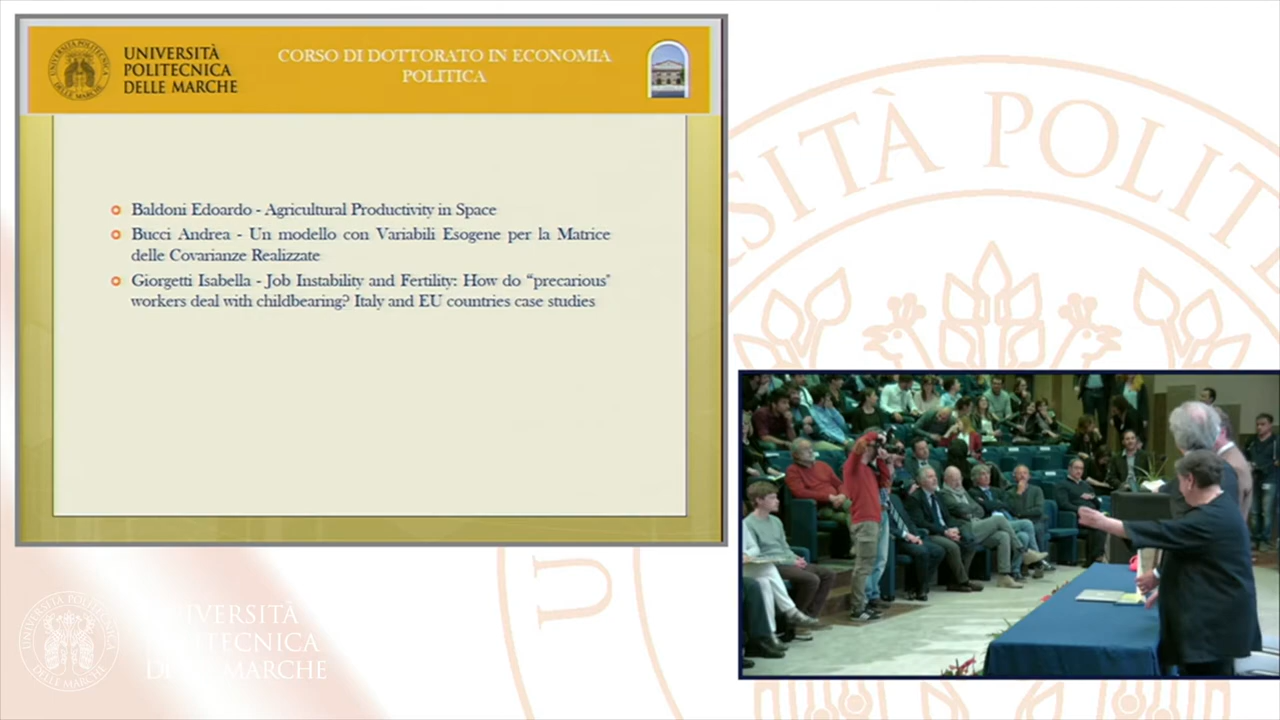 UNIVERSITÀ
POLITECNICA
DELLE MARCHE
CORSO DI DOTTORATO IN ECONOMIA
POLITICA
Baldoni Edoardo - Agricultural Productivity in Space
Bucci Andrea - Un modello con Variabili Esogene per la Matrice
delle Covarianze Realizzate
Giorgetti Isabella - Job Instability and Fertility: How do “precarious"
workers deal with childbearing? Italy and EU countries case studies
UNIVERSITÀ
POLITECNICA
DELLE MARCHE